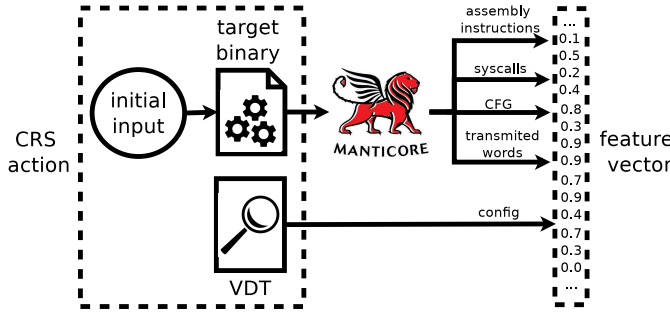 target
binary
initial
input
CRS
action
VDT
MANTICORE
assembly
instructions
syscalls
CFG
transmited
words
config
...
0.1
0.5
0.2
0.4
0.8
0.3
0.9
0.9
0.7
0.9
0.4
0.7
0.3
0.0
...
feature
vector